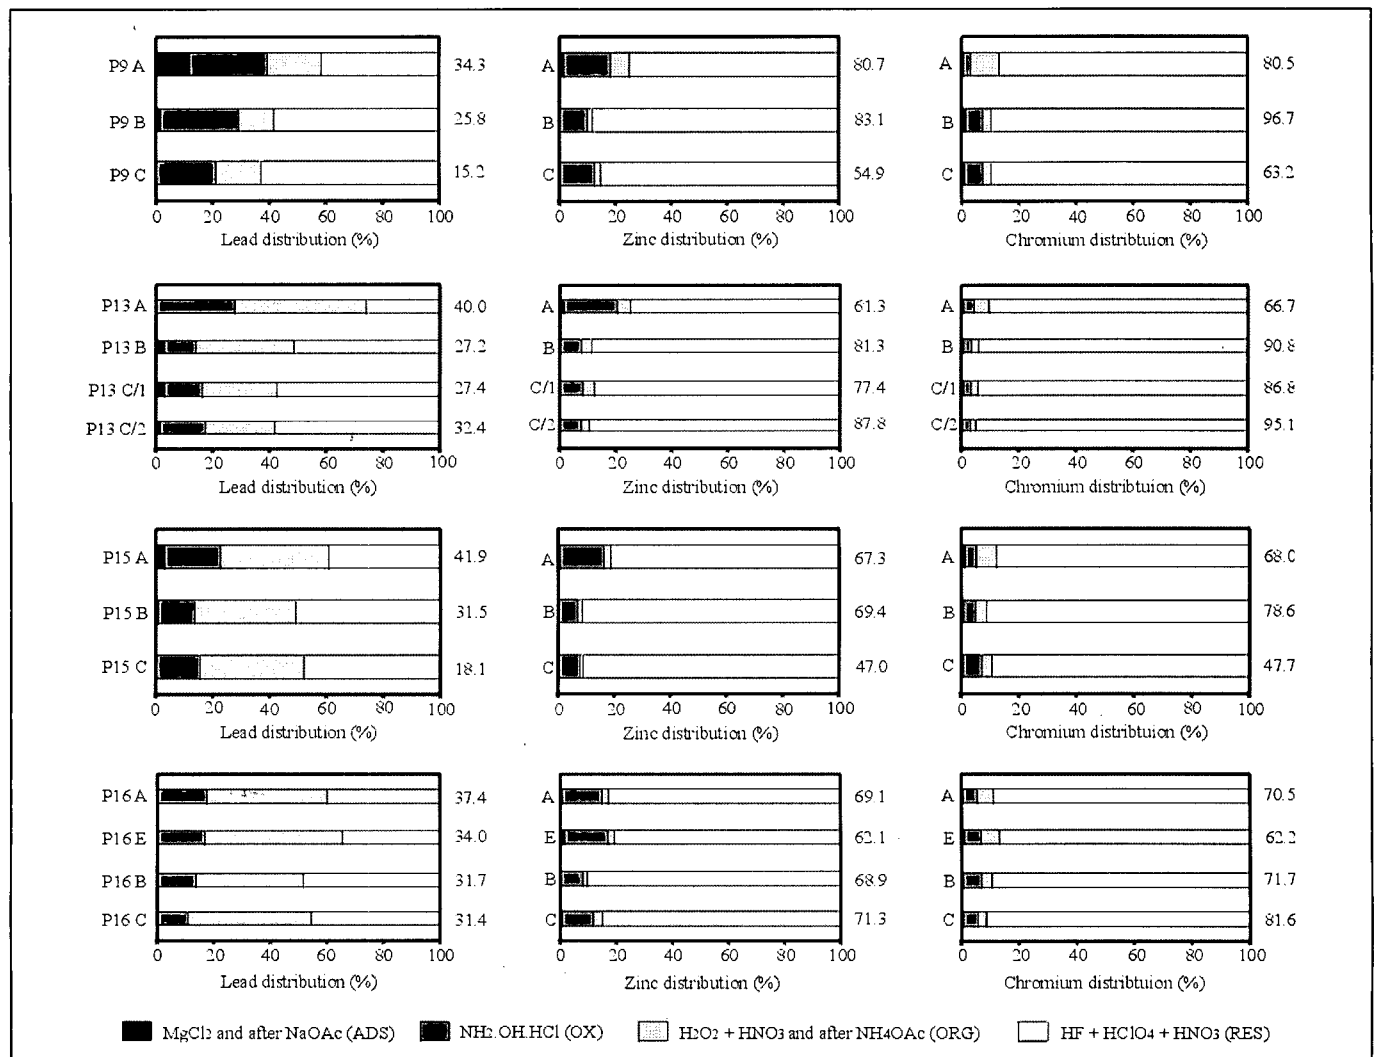 P9 A 34.3 A 80.7 A 80.5
P9 B 25.8 B 83.1 B 96.7
P9 C 15.2 C 54.9 C 63.2
0 20 40 60 80 100 0 20 40 60 80 100 0 20 40 60 80 100
Lead distribution (%) Zinc distribution (%) Chromium distribtuion (%)
P13 A 40.0 A 61.3 A 66.7
P13 B 27.2 B 81.3 B 90.8
P13 C/1 27.4 C/1 77.4 C/1 86.8
P13 C/2 32.4 C/2 87.8 C/2 95.1
0 20 40 60 80 100 0 20 40 60 80 100 0 20 40 60 80 100
Lead distribution (%) Zinc distribution (%) Chromium distribtuion (%)
P15 A 41.9 A 67.3 A 68.0
P15 B 31.5 B 69.4 B 78.6
P15 C 18.1 C 47.0 C 47.7
0 20 40 60 80 100 0 20 40 60 80 100 0 20 40 60 80 100
Lead distribution (%) Zinc distribution (%) Chromium distribtuion (%)
P16 A 37.4 A 69.1 A 70.5
P16 E 34.0 E 62.1 E 62.2
P16 B 31.7 B 68.9 B 71.7
P16 C 31.4 C 71.3 C 81.6
0 20 40 60 80 100 0 20 40 60 80 100 0 20 40 60 80 100
Lead distribution (%) Zinc distribution (%) Chromium distribtuion (%)
MgCl2 and after NaOAc (ADS) NH2.OH.HCl (OX) H2O2 + HNO3 and after NH4OAc (ORG) HF + HClO4 + HNO3 (RES)